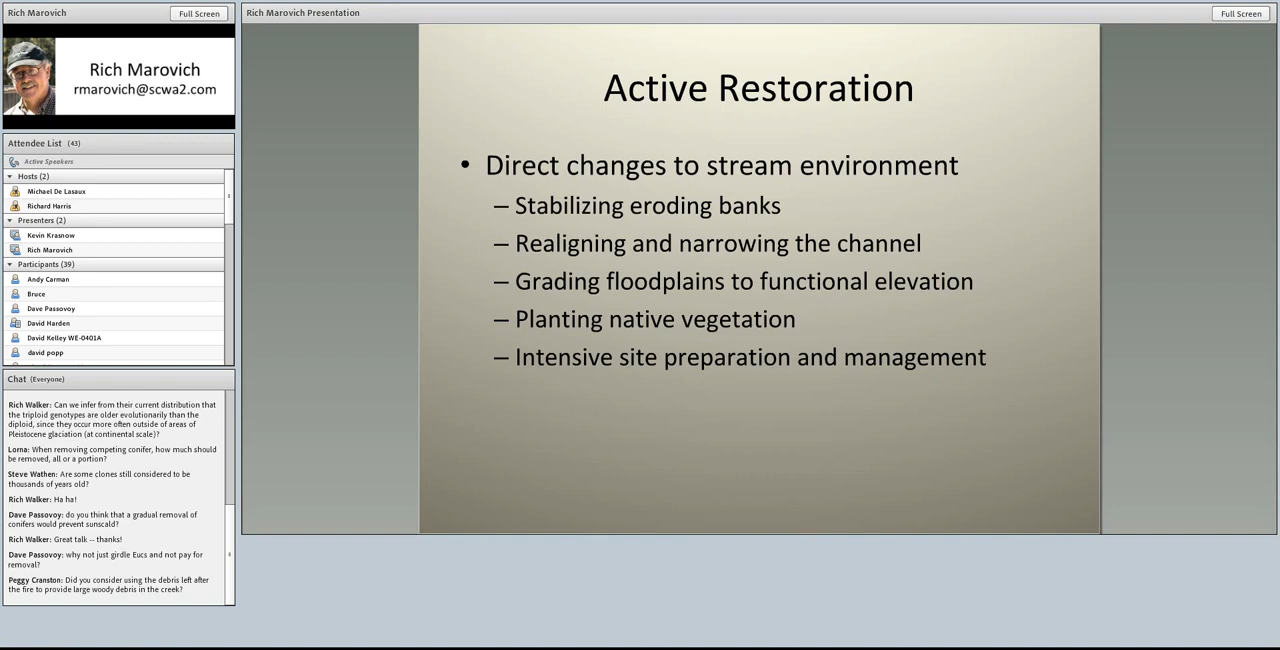 Rich Marovich
Full Screen
Rich Marovich
rmarovich@scwa2.com
Attendee List (43)
Active Speakers
Hosts (2)
Michael De Lasaux
Richard Harris
Presenters (2)
Kevin Krasnow
Rich Marovich
Participants (39)
Andy Carman
Bruce
Dave Passovoy
David Harden
David Kelley WE-0401A
david popp
Chat (Everyone)
Rich Walker: Can we infer from their current distribution that
the triploid genotypes are older evolutionarily than the
diploid, since they occur more often outside of areas of
Pleistocene glaciation (at continental scale)?
Lorna: When removing competing conifer, how much should
be removed, all or a portion?
Steve Wathen: Are some clones still considered to be
thousands of years old?
Rich Walker: Ha ha!
Dave Passovoy: do you think that a gradual removal of
conifers would prevent sunscald?
Rich Walker: Great talk -- thanks!
Dave Passovoy: why not just girdle Eucs and not pay for
removal?
Peggy Cranston: Did you consider using the debris left after
the fire to provide large woody debris in the creek?
Rich Marovich Presentation
Full Screen
Active Restoration
• Direct changes to stream environment
– Stabilizing eroding banks
– Realigning and narrowing the channel
– Grading floodplains to functional elevation
– Planting native vegetation
– Intensive site preparation and management